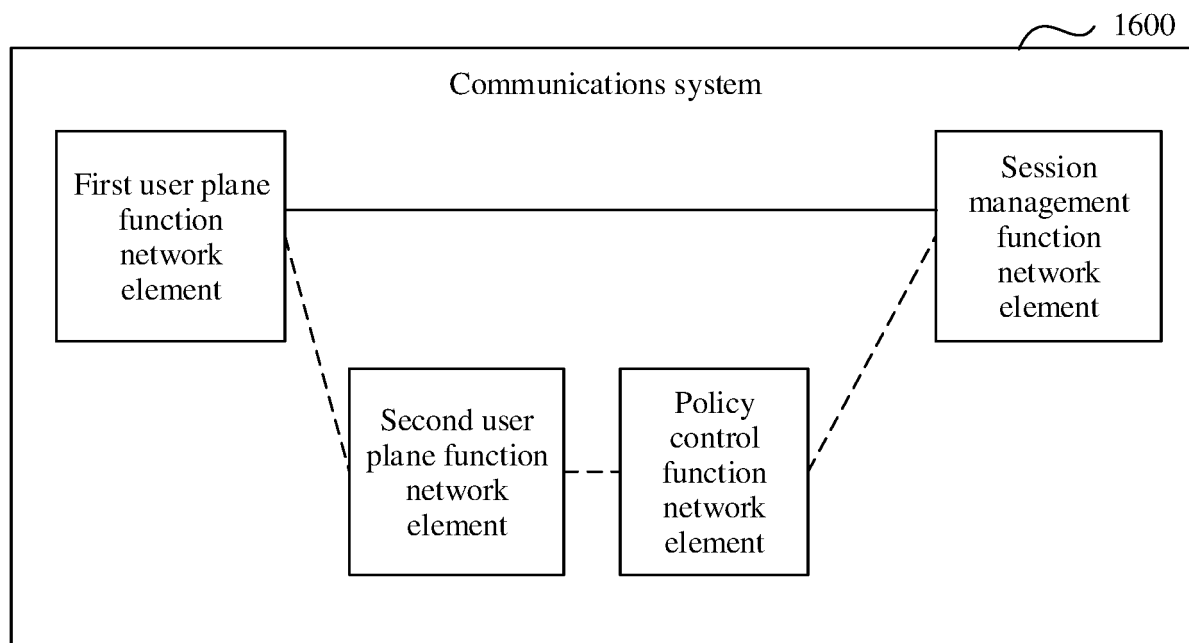 1600
Communications system
First user plane
function
network
element
Session
management
function
network
element
Second user
plane function
network
element
Policy
control
function
network
element